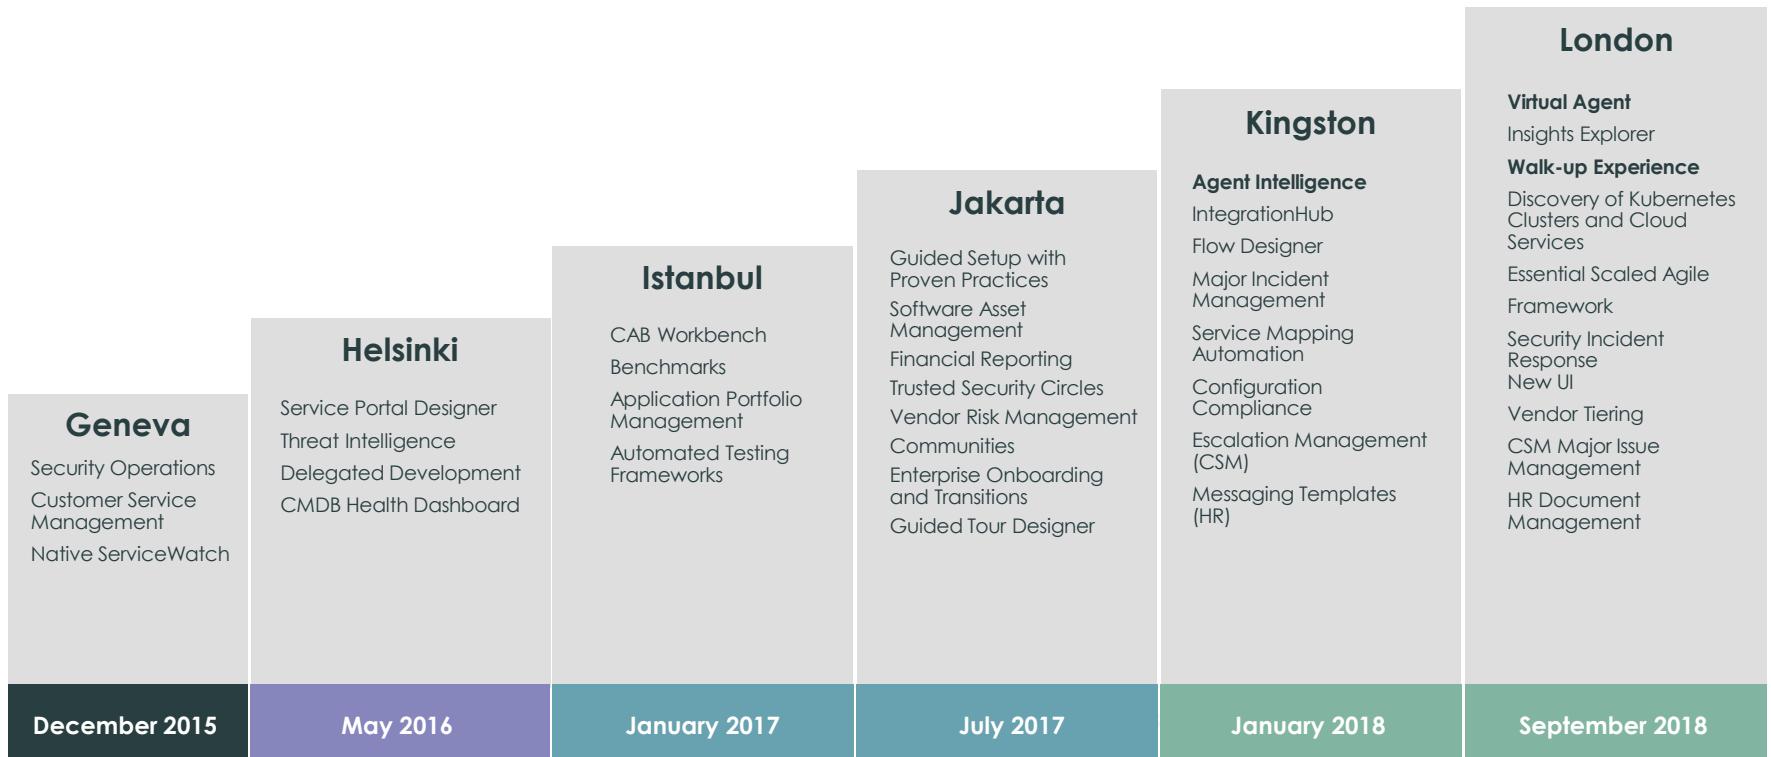 Geneva
Security Operations
Customer Service
Management
Native ServiceWatch
December 2015
Helsinki
Service Portal Designer
Threat Intelligence
Delegated Development
CMDB Health Dashboard
May 2016
Istanbul
CAB Workbench
Benchmarks
Application Portfolio
Management
Automated Testing
Frameworks
January 2017
Jakarta
Guided Setup with
Proven Practices
Software Asset
Management
Financial Reporting
Trusted Security Circles
Vendor Risk Management
Communities
Enterprise Onboarding
and Transitions
Guided Tour Designer
July 2017
Kingston
Agent Intelligence
IntegrationHub
Flow Designer
Major Incident
Management
Service Mapping
Automation
Configuration
Compliance
Escalation Management
(CSM)
Messaging Templates
(HR)
January 2018
London
Virtual Agent
Insights Explorer
Walk-up Experience
Discovery of Kubernetes
Clusters and Cloud
Services
Essential Scaled Agile
Framework
Security Incident
Response
New UI
Vendor Tiering
CSM Major Issue
Management
HR Document
Management
September 2018